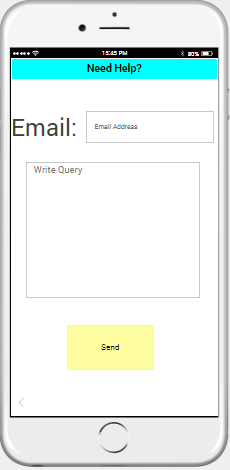 15:45 PM 80%
Need Help?
Email: Email Address
Write Query
Send